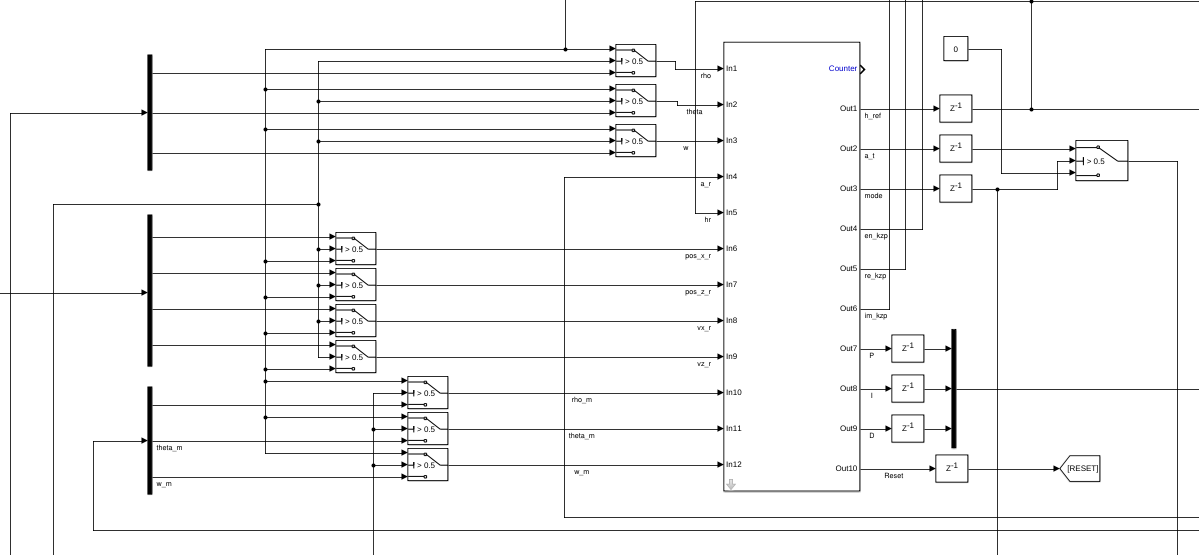 > 0.5
In1
rho
Counter
0
> 0.5
In2
theta
Out1
h_ref
Z-1
> 0.5
In3
w
Out2
a_f
Z-1
> 0.5
In4
a_r
Out3
mode
Z-1
In5
hr
Out4
en_kzp
> 0.5
In6
pos_x_r
Out5
re_kzp
> 0.5
In7
pos_z_r
Out6
im_kzp
> 0.5
In8
vx_r
Out7
P
Z-1
> 0.5
In9
vz_r
Out8
I
Z-1
> 0.5
In10
rho_m
Out9
D
Z-1
> 0.5
In11
theta_m
theta_m
Out10
Reset
Z-1
[RESET]
> 0.5
In12
w_m
w_m